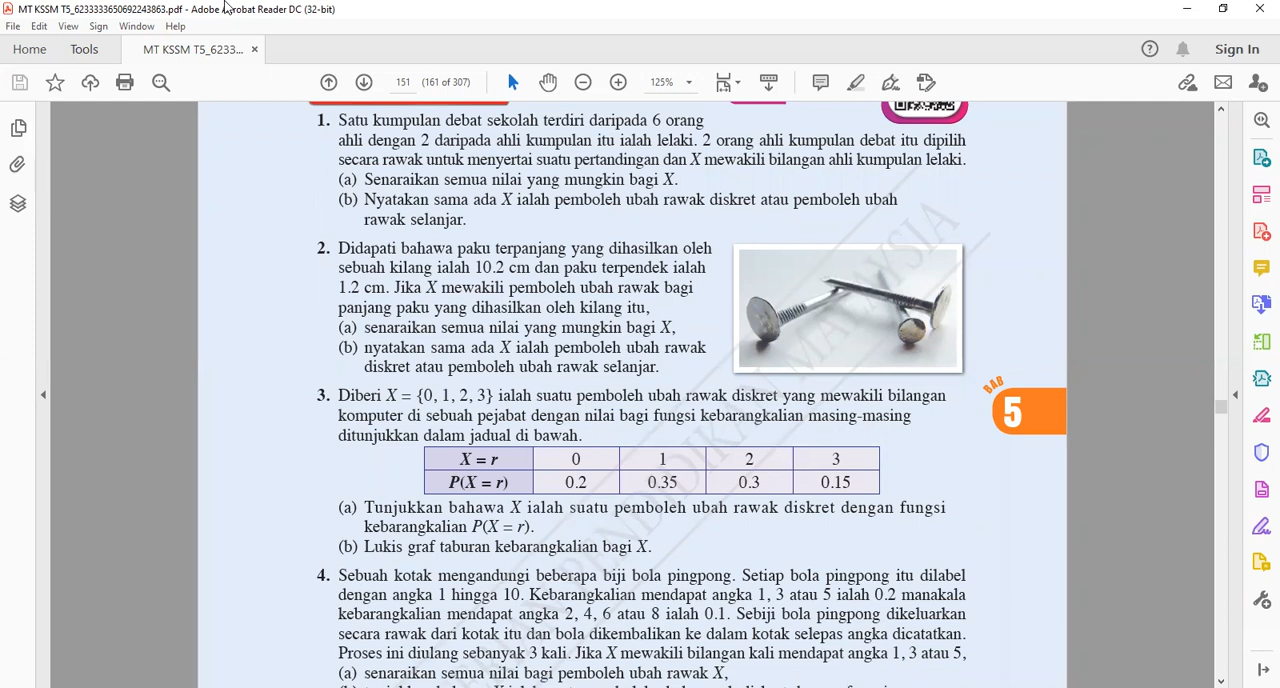 MT KSSM T5_6233333650692243863.pdf - Adobe Acrobat Reader DC (32-bit)
File Edit View Sign Window Help
Home Tools MT KSSM T5_6233... × Sign In
151 (161 of 307) 125%
1. Satu kumpulan debat sekolah terdiri daripada 6 orang
ahli dengan 2 daripada ahli kumpulan itu ialah lelaki. 2 orang ahli kumpulan debat itu dipilih
secara rawak untuk menyertai suatu pertandingan dan X mewakili bilangan ahli kumpulan lelaki.
(a) Senaraikan semua nilai yang mungkin bagi X.
(b) Nyatakan sama ada X ialah pemboleh ubah rawak diskret atau pemboleh ubah
rawak selanjar.
2. Didapati bahawa paku terpanjang yang dihasilkan oleh
sebuah kilang ialah 10.2 cm dan paku terpendek ialah
1.2 cm. Jika X mewakili pemboleh ubah rawak bagi
panjang paku yang dihasilkan oleh kilang itu,
(a) senaraikan semua nilai yang mungkin bagi X,
(b) nyatakan sama ada X ialah pemboleh ubah rawak
diskret atau pemboleh ubah rawak selanjar.
3. Diberi X = {0, 1, 2, 3} ialah suatu pemboleh ubah rawak diskret yang mewakili bilangan
komputer di sebuah pejabat dengan nilai bagi fungsi kebarangkalian masing-masing
ditunjukkan dalam jadual di bawah.
BAB
5
X = r 0 1 2 3
P(X = r) 0.2 0.35 0.3 0.15
(a) Tunjukkan bahawa X ialah suatu pemboleh ubah rawak diskret dengan fungsi
kebarangkalian P(X = r).
(b) Lukis graf taburan kebarangkalian bagi X.
4. Sebuah kotak mengandungi beberapa biji bola pingpong. Setiap bola pingpong itu dilabel
dengan angka 1 hingga 10. Kebarangkalian mendapat angka 1, 3 atau 5 ialah 0.2 manakala
kebarangkalian mendapat angka 2, 4, 6 atau 8 ialah 0.1. Sebiji bola pingpong dikeluarkan
secara rawak dari kotak itu dan bola dikembalikan ke dalam kotak selepas angka dicatatkan.
Proses ini diulang sebanyak 3 kali. Jika X mewakili bilangan kali mendapat angka 1, 3 atau 5,
(a) senaraikan semua nilai bagi pemboleh ubah rawak X,
PENDIDIKAN MALAYSIA